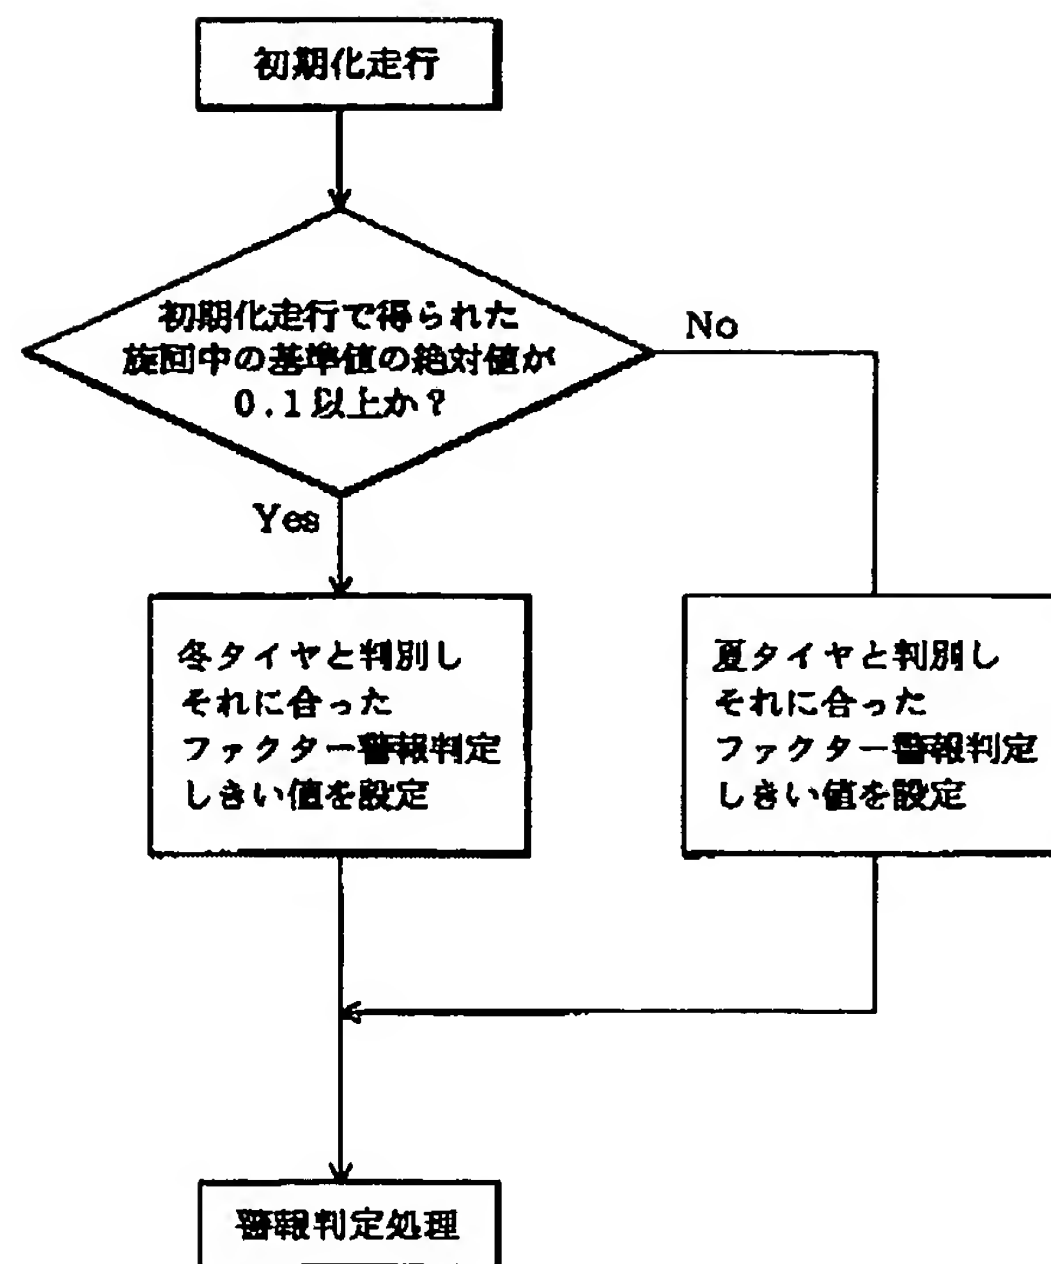 初期化走行
初期化走行で得られた
旋回中の基準値の絶対値が
0.1以上か?
No
Yes
冬タイヤと判別し
それに合った
ファクター警報判定
しきい値を設定
夏タイヤと判別し
それに合った
ファクター警報判定
しきい値を設定
警報判定処理